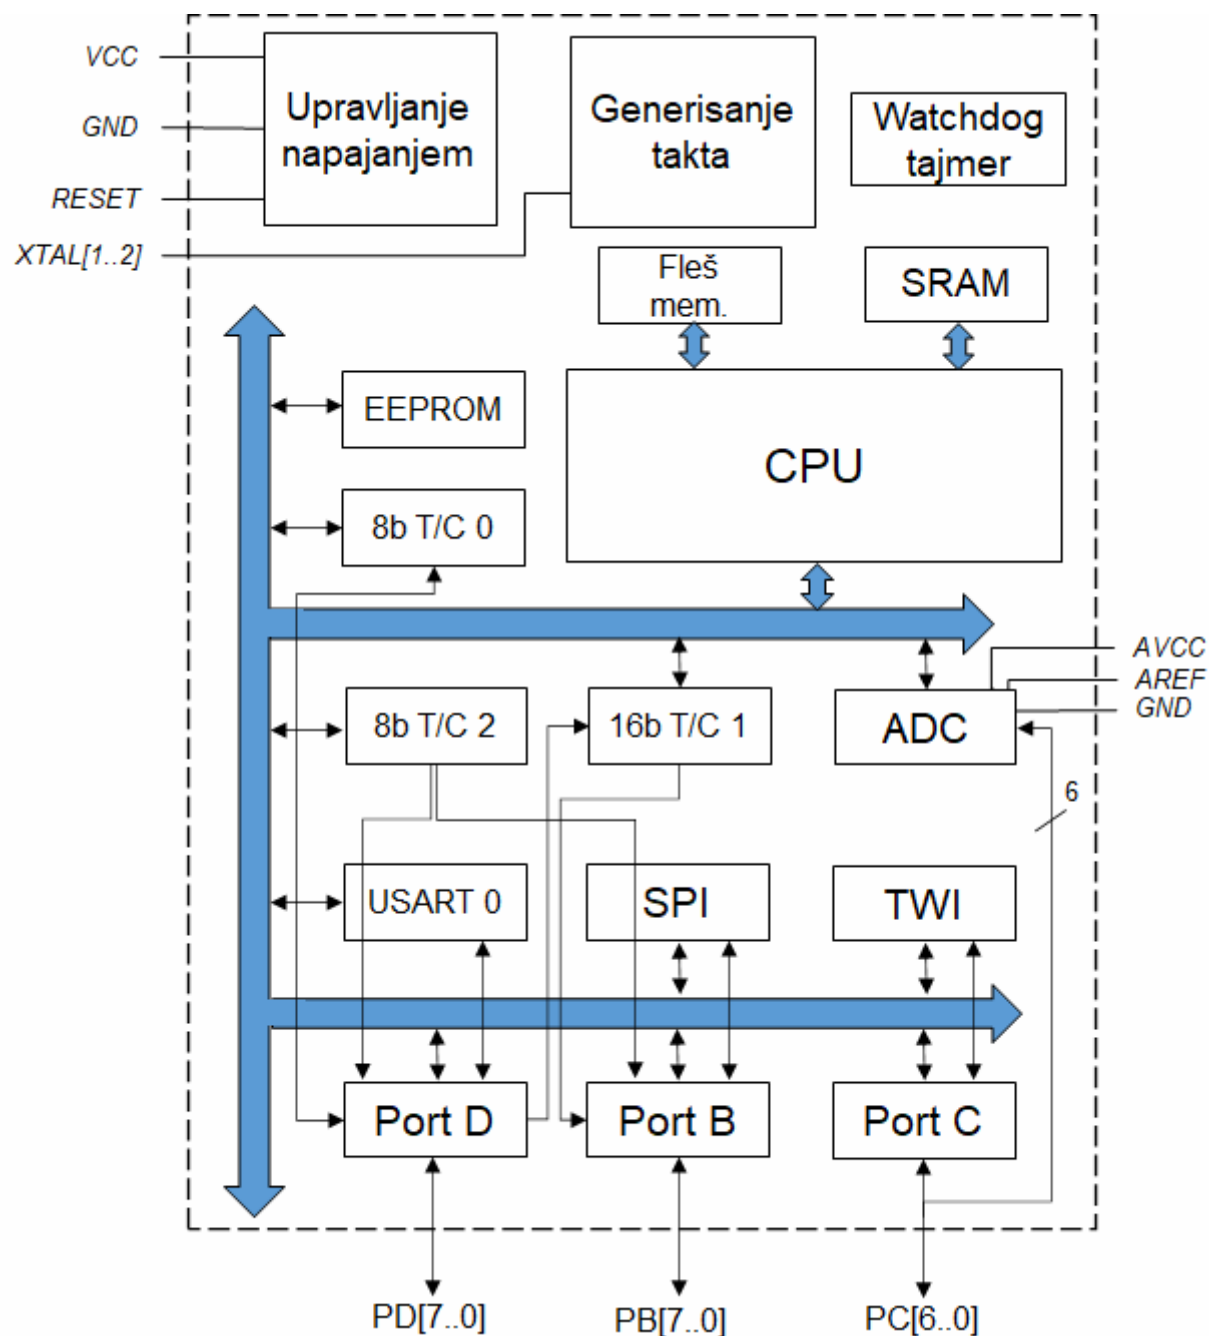 VCC
GND
RESET
XTAL[1..2]
Upravljanje
napajanjem
Generisanje
takta
Watchdog
tajmer
Fleš
mem.
SRAM
EEPROM
CPU
8b T/C 0
AVCC
AREF
GND
8b T/C 2
16b T/C 1
ADC
6
USART 0
SPI
TWI
Port D
Port B
Port C
PD[7..0]
PB[7..0]
PC[6..0]